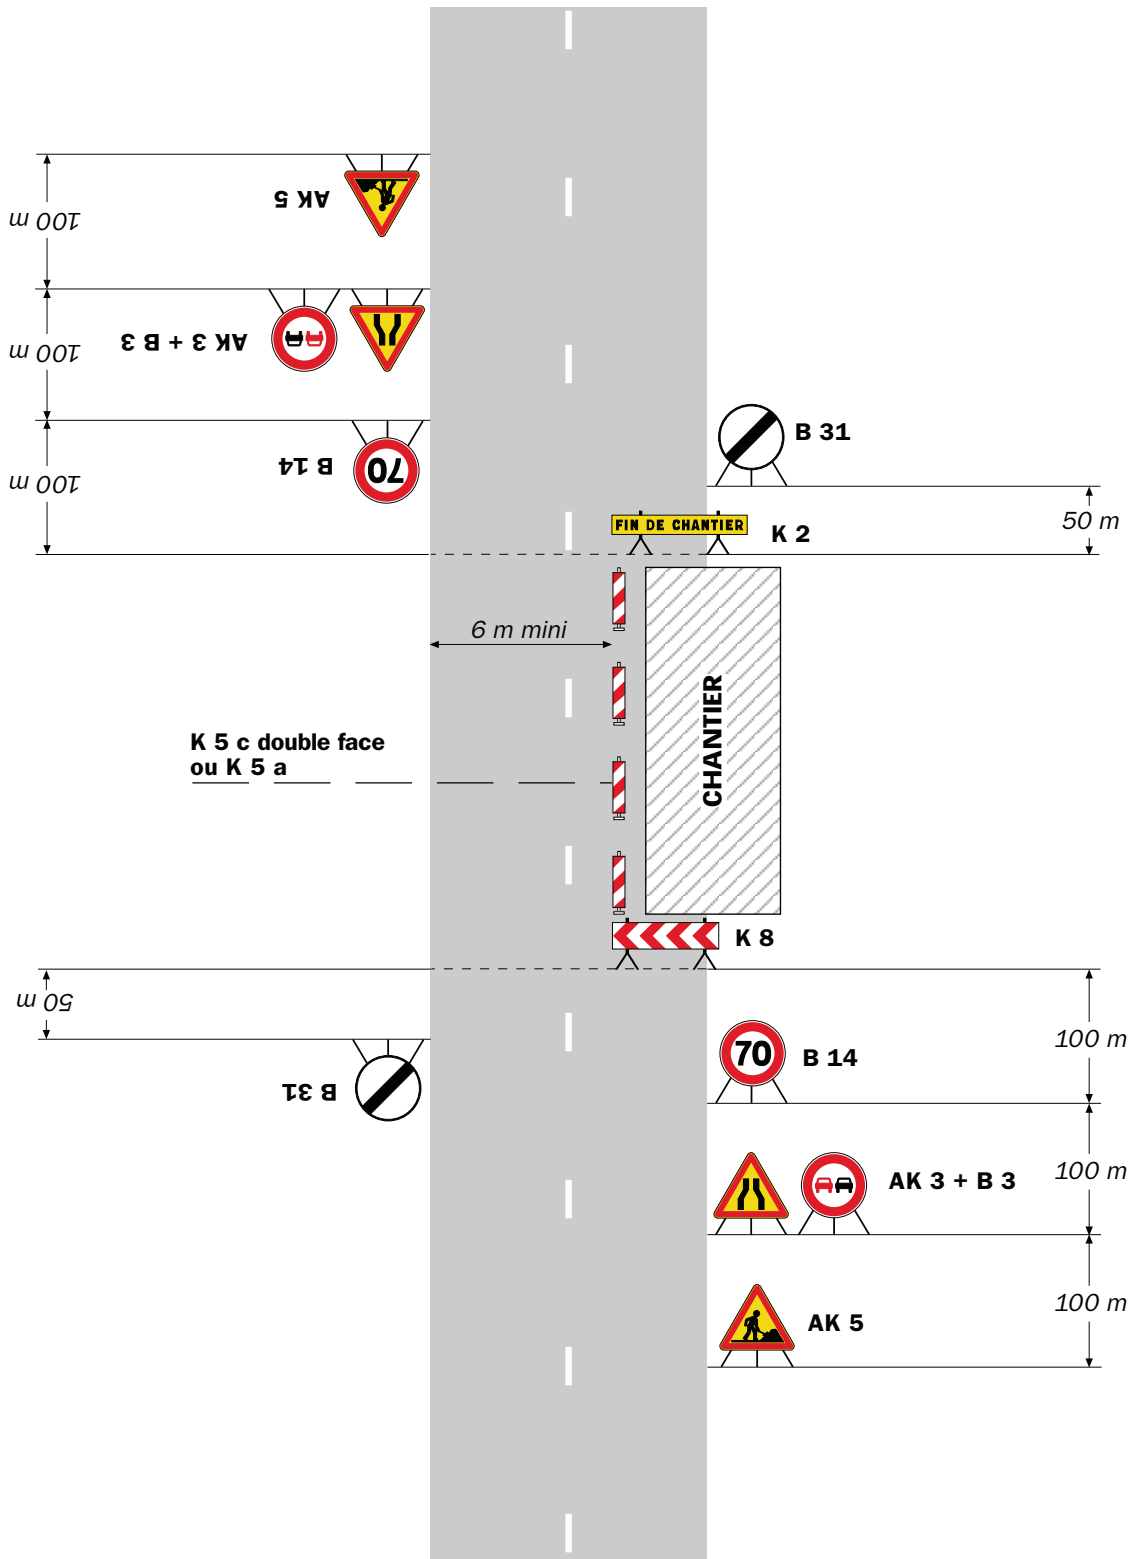 AK 5
100 m
AK 3 + B 3
100 m
B 14
70
100 m
B 31
50 m
FIN DE CHANTIER
K 2
6 m mini
CHANTIER
K 5 c double face
ou K 5 a
K 8
50 m
B 31
70
B 14
100 m
AK 3 + B 3
100 m
AK 5
100 m